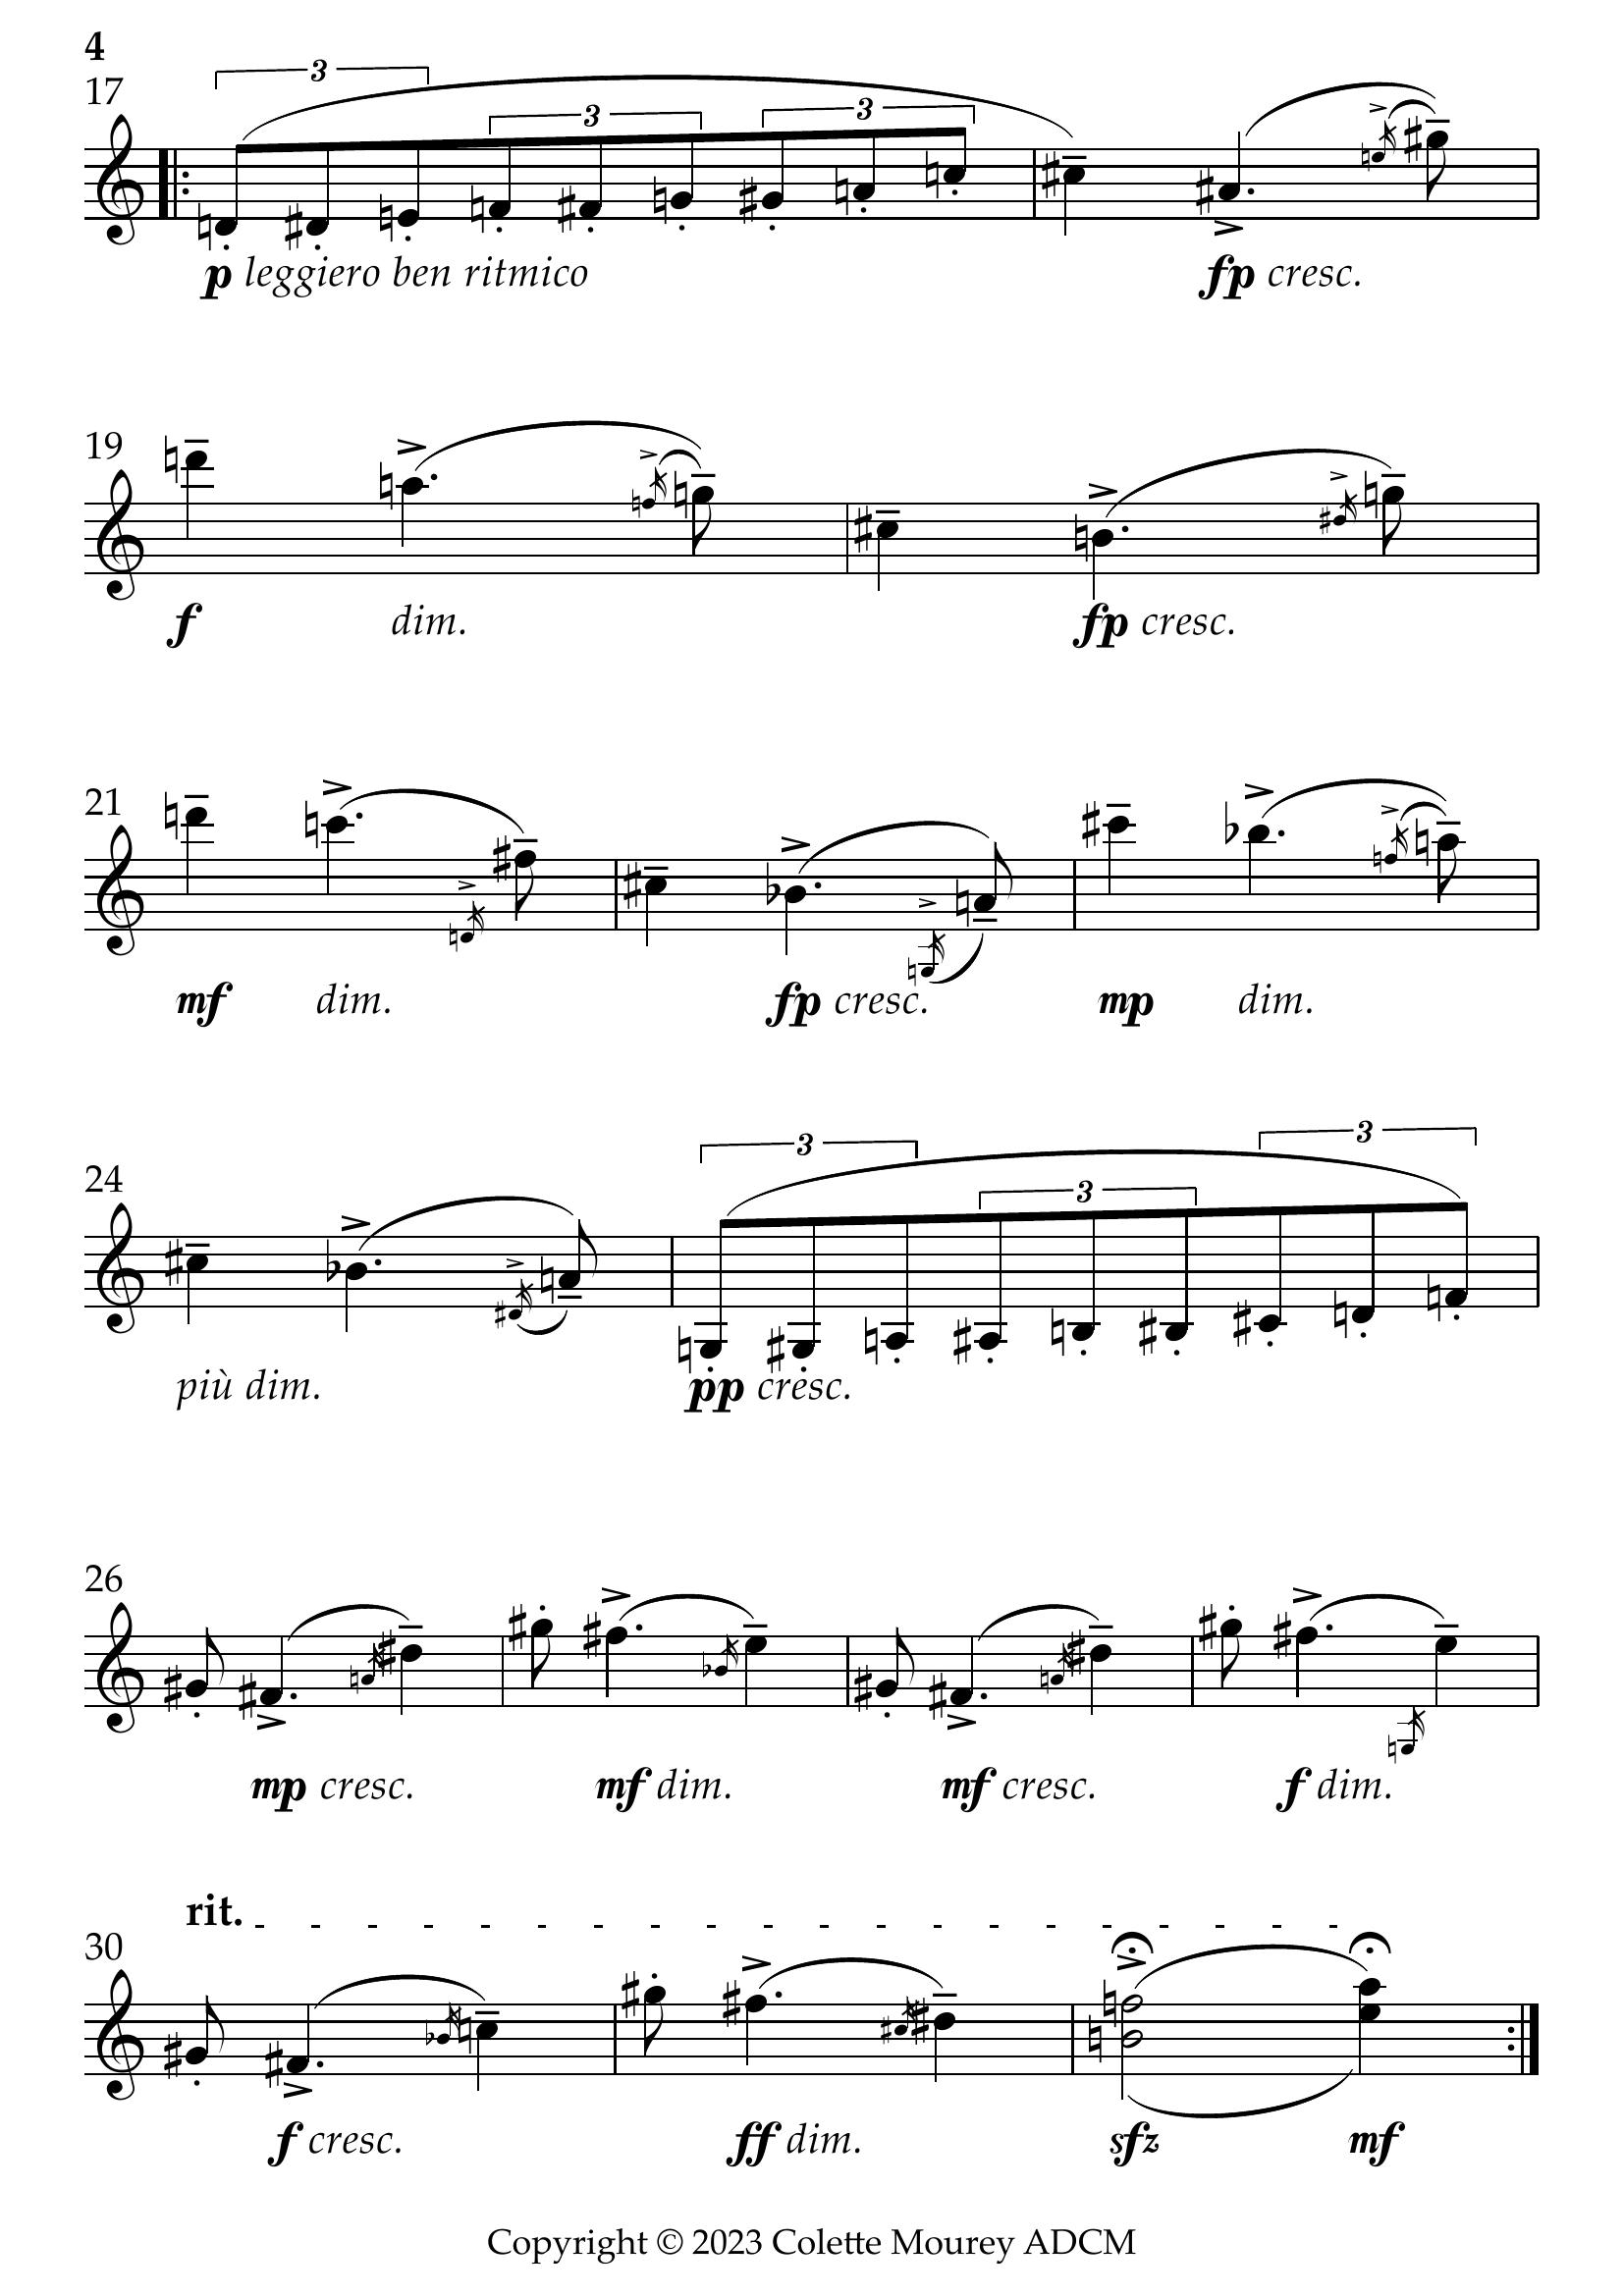 4
17
3 3 3
p leggiero ben ritmico fp cresc.
19
f dim. fp cresc.
21
mf dim. fp cresc. mp dim.
24
3 3 3
più dim. pp cresc.
26
mp cresc. mf dim. mf cresc. f dim.
rit.
30
f cresc. ff dim. sfz mf
Copyright © 2023 Colette Mourey ADCM